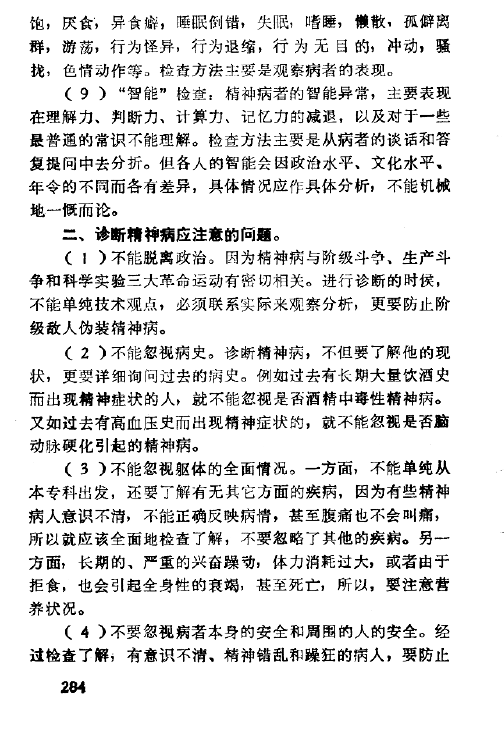 饱，厌食，异食癖，睡眠倒错，失眠，嗜睡，懒散，孤僻离
群，游荡，行为怪异，行为退缩，行为无目的，冲动，骚
扰，色情动作等。检查方法主要是观察病者的表现。
（9）“智能”检查：精神病者的智能异常，主要表现
在理解力、判断力、计算力、记忆力的减退，以及对于一些
最普通的常识不能理解。检查方法主要是从病者的谈话和答
复提问中去分折。但各人的智能会因政治水平、文化水平、
年令的不同而各有差异，具体情况应作具体分析，不能机械
地一慨而论。
二、诊断精神病应注意的问题。
（1）不能脱离政治。因为精神病与阶级斗争、生产斗
争和科学实验三大革命运动有密切相关。进行诊断的时侯，
不能单纯技术观点，必须联系实际来观察分析，更要防止阶
级敌人伪装精神病。
（2）不能忽视病史。诊断精神病，不但要了解他的现
状，更要详细询问过去的病史。例如过去有长期大量饮酒史
而出现精神症状的人，就不能忽视是否酒精中毒性精神病。
又如过去有高血压史而出现精神症状的，就不能忽视是否脑
动脉硬化引起的精神病。
（3）不能忽视躯体的全面情况。一方面，不能单纯从
本专科出发，还要了解有无其它方面的疾病，因为有些精神
病人意识不清，不能正确反映病情，甚至腹痛也不会叫痛，
所以就应该全面地检查了解，不要忽略了其他的疾病。另一
方面，长期的、严重的兴奋躁动，体力消耗过大，或者由于
拒食，也会引起全身性的衰竭，甚至死亡，所以，要注意营
养状况。
（4）不要忽视病者本身的安全和周围的人的安全。经
过检查了解，有意识不清、精神错乱和躁狂的病人，要防止
284